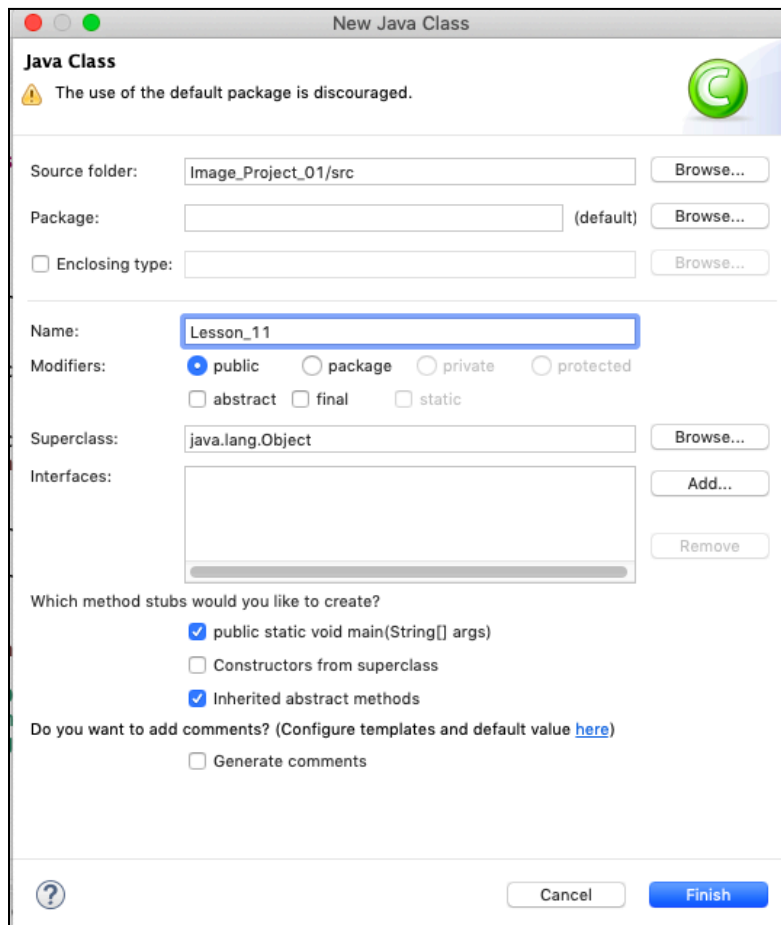 New Java Class
Java Class
The use of the default package is discouraged.
Source folder: Image_Project_01/src Browse...
Package: (default) Browse...
Enclosing type: Browse...
Name: Lesson_11
Modifiers: public package private protected
abstract final static
Superclass: java.lang.Object Browse...
Interfaces: Add...
Remove
Which method stubs would you like to create?
public static void main(String[] args)
Constructors from superclass
Inherited abstract methods
Do you want to add comments? (Configure templates and default value here)
Generate comments
? Cancel Finish